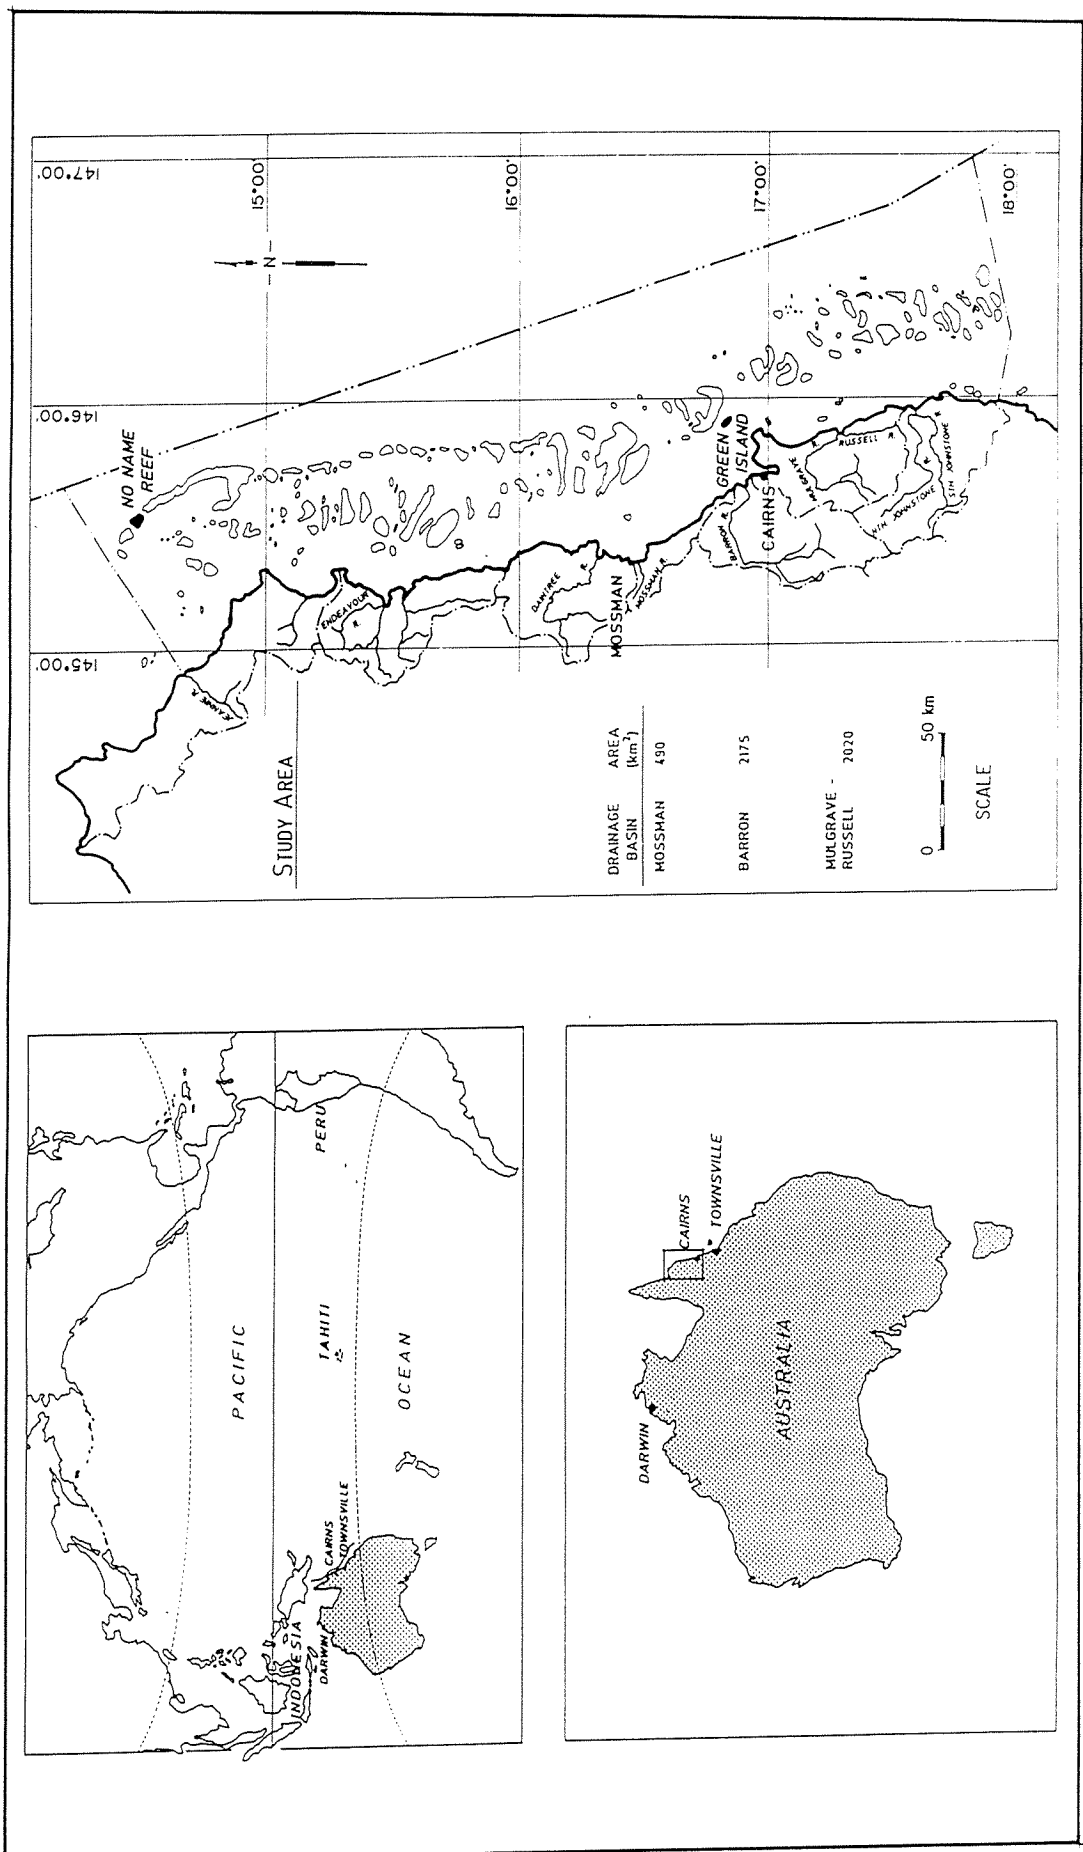 PACIFIC
OCEAN
TAHITI
PERU
INDONESIA
DARWIN
CAIRNS
TOWNSVILLE
AUSTRALIA
DARWIN
CAIRNS
TOWNSVILLE
STUDY AREA
DRAINAGE AREA
BASIN (km²)
MOSSMAN 490
BARRON 2175
MULGRAVE -
RUSSELL 2020
0 50 km
SCALE
145°00'
146°00'
147°00'
15°00'
16°00'
17°00'
18°00'
N
NO NAME
REEF
JEANNIE R.
ENDEAVOUR
R.
DAINTREE
R.
MOSSMAN R.
MOSSMAN
BARRON R.
GREEN
ISLAND
CAIRNS
MULGRAVE
R.
RUSSELL R.
NTH JOHNSTONE
R.
STH JOHNSTONE
R.